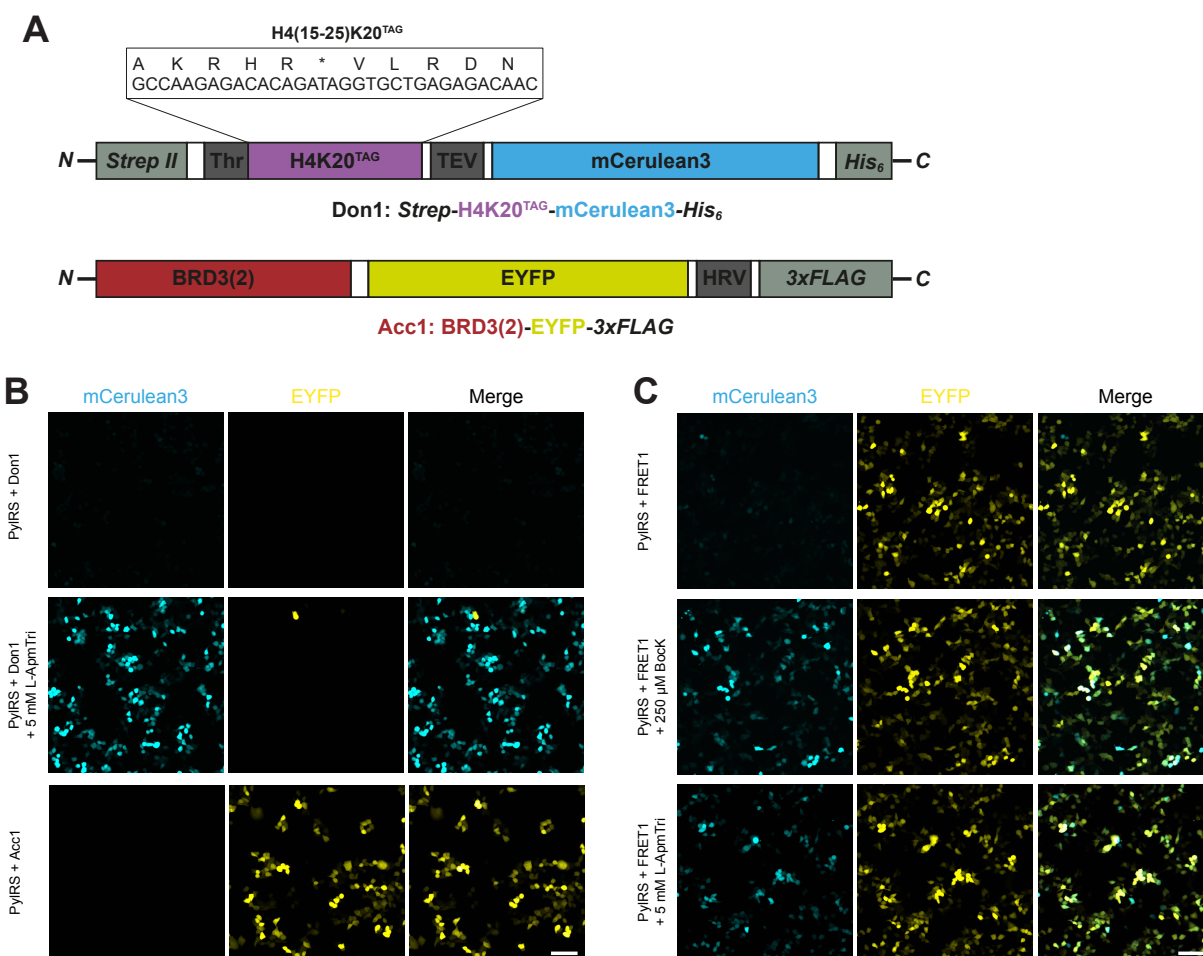 A
H4(15-25)K20TAG
A K R H R * V L R D N
GCCAAGAGACACAGATAGGTGCTGAGAGACAAC
N Strep II Thr H4K20TAG TEV mCerulean3 His6 C
Don1: Strep-H4K20TAG-mCerulean3-His6
N BRD3(2) EYFP HRV 3xFLAG C
Acc1: BRD3(2)-EYFP-3xFLAG
B
mCerulean3 EYFP Merge
PylRS + Don1
PylRS + Don1
+ 5 mM L-ApmTri
PylRS + Acc1
C
mCerulean3 EYFP Merge
PylRS + FRET1
PylRS + FRET1
+ 250 µM BocK
PylRS + FRET1
+ 5 mM L-ApmTri